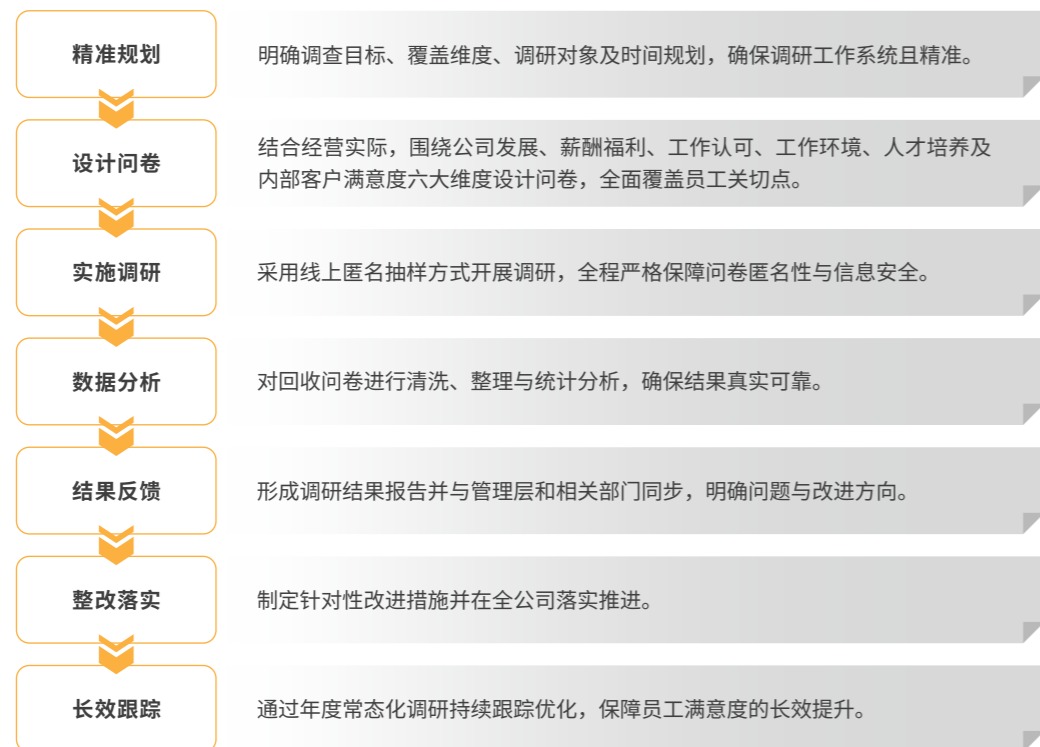 精准规划
明确调查目标、覆盖维度、调研对象及时间规划，确保调研工作系统且精准。
设计问卷
结合经营实际，围绕公司发展、薪酬福利、工作认可、工作环境、人才培养及
内部客户满意度六大维度设计问卷，全面覆盖员工关切点。
实施调研
采用线上匿名抽样方式开展调研，全程严格保障问卷匿名性与信息安全。
数据分析
对回收问卷进行清洗、整理与统计分析，确保结果真实可靠。
结果反馈
形成调研结果报告并与管理层和相关部门同步，明确问题与改进方向。
整改落实
制定针对性改进措施并在全公司落实推进。
长效跟踪
通过年度常态化调研持续跟踪优化，保障员工满意度的长效提升。